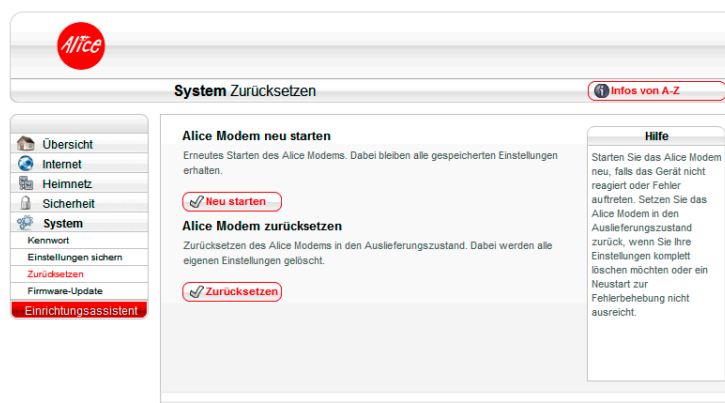 Alice
System Zurücksetzen
Infos von A-Z
Übersicht
Internet
Heimnetz
Sicherheit
System
Kennwort
Einstellungen sichern
Zurücksetzen
Firmware-Update
Einrichtungsassistent
Alice Modem neu starten
Erneutes Starten des Alice Modems. Dabei bleiben alle gespeicherten Einstellungen
erhalten.
Neu starten
Alice Modem zurücksetzen
Zurücksetzen des Alice Modems in den Auslieferungszustand. Dabei werden alle
eigenen Einstellungen gelöscht.
Zurücksetzen
Hilfe
Starten Sie das Alice Modem
neu, falls das Gerät nicht
reagiert oder Fehler
auftreten. Setzen Sie das
Alice Modem in den
Auslieferungszustand
zurück, wenn Sie Ihre
Einstellungen komplett
löschen möchten oder ein
Neustart zur
Fehlerbehebung nicht
ausreicht.